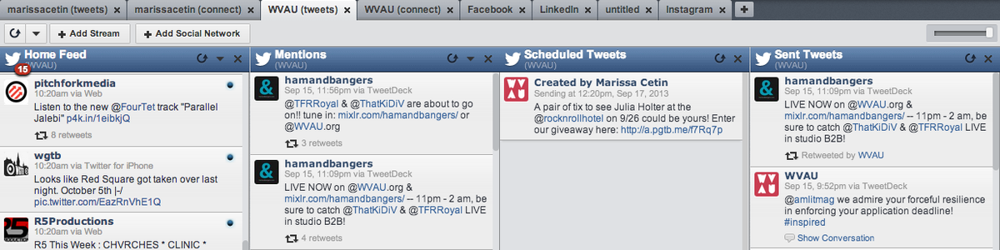 marissacetin (tweets) × marissacetin (connect) × WVAU (tweets) × WVAU (connect) × Facebook × LinkedIn × untitled × Instagram × +
+ Add Stream + Add Social Network
Home Feed
(WVAU)
15
pitchforkmedia
10:20am via Web
Listen to the new @FourTet track "Parallel
Jalebi" p4k.in/1eibkjQ
8 retweets
wgtb
10:20am via Twitter for iPhone
Looks like Red Square got taken over last
night. October 5th |-/
pic.twitter.com/EazRnVhE1Q
R5Productions
10:20am via Web
R5 This Week : CHVRCHES * CLINIC *
Mentions
(WVAU)
hamandbangers
Sep 15, 11:56pm via TweetDeck
@TFRRoyal & @ThatKiDiV are about to go
on!! tune in: mixlr.com/hamandbangers/ or
@WVAU.org
3 retweets
hamandbangers
Sep 15, 11:09pm via TweetDeck
LIVE NOW on @WVAU.org &
mixlr.com/hamandbangers/ -- 11pm - 2 am, be
sure to catch @ThatKiDiV & @TFRRoyal LIVE
in studio B2B!
4 retweets
Scheduled Tweets
(WVAU)
Created by Marissa Cetin
Sending at 12:20pm, Sep 17, 2013
A pair of tix to see Julia Holter at the
@rocknrollhotel on 9/26 could be yours! Enter
our giveaway here: http://a.pgtb.me/f7Rq7p
Sent Tweets
(WVAU)
hamandbangers
Sep 15, 11:09pm via TweetDeck
LIVE NOW on @WVAU.org &
mixlr.com/hamandbangers/ -- 11pm - 2 am, be
sure to catch @ThatKiDiV & @TFRRoyal LIVE
in studio B2B!
Retweeted by WVAU
WVAU
Sep 15, 9:52pm via TweetDeck
@amlitmag we admire your forceful resilience
in enforcing your application deadline!
#inspired
Show Conversation